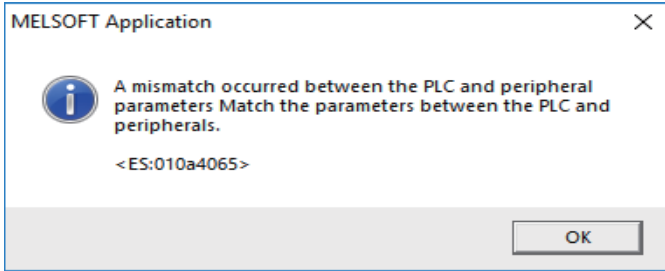 MELSOFT Application
A mismatch occurred between the PLC and peripheral
parameters Match the parameters between the PLC and
peripherals.
<ES:010a4065>
OK